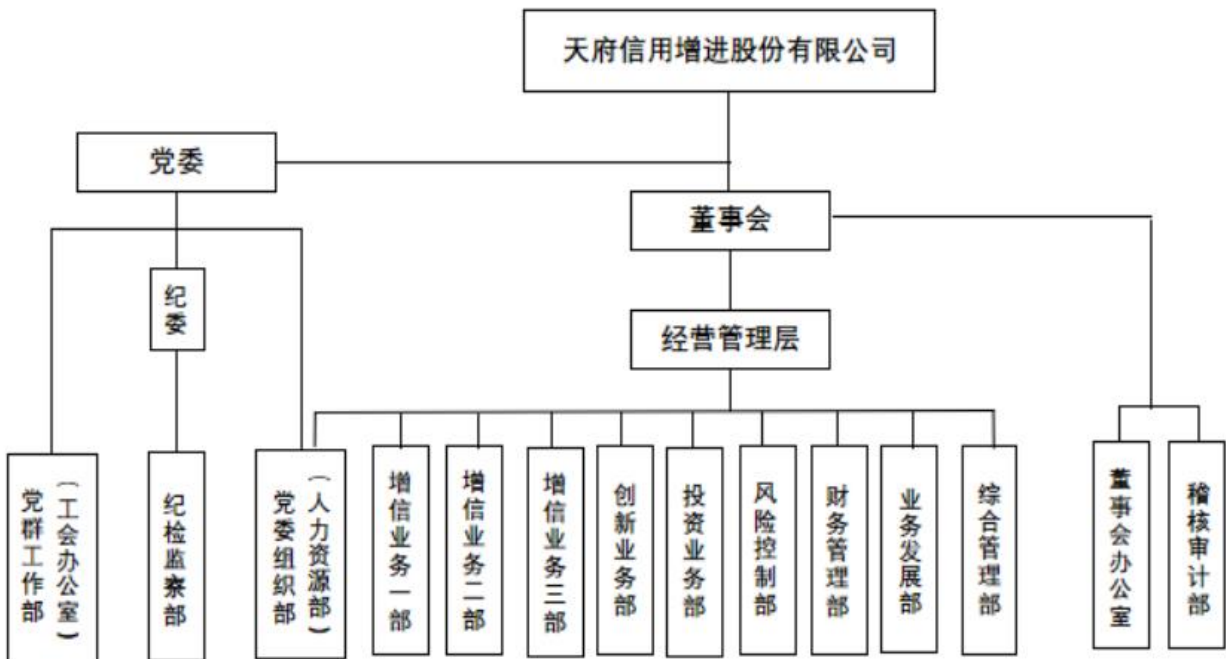 天府信用增进股份有限公司
党委
董事会
纪委
经营管理层
党群工作部
（工会办公室）
纪检监察部
党委组织部
（人力资源部）
增信业务一部
增信业务二部
增信业务三部
创新业务部
投资业务部
风险控制部
财务管理部
业务发展部
综合管理部
董事会办公室
稽核审计部